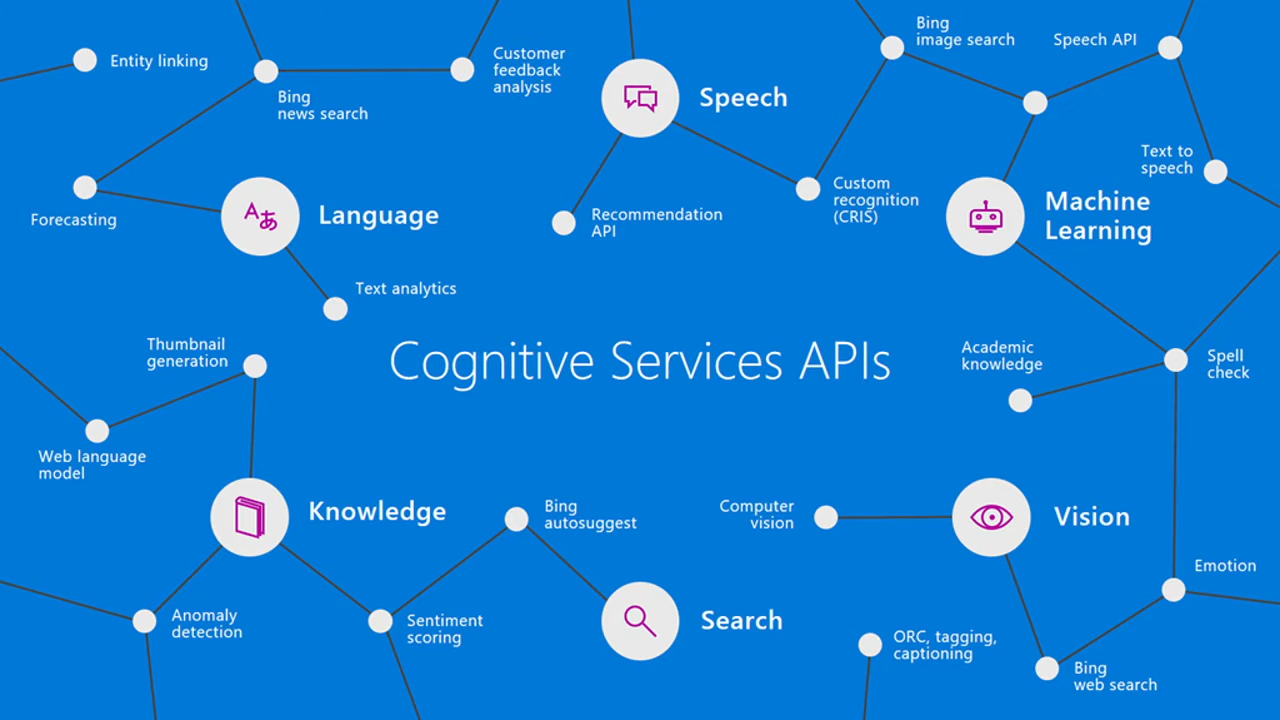 Bing
image search
Speech API
Entity linking
Customer
feedback
analysis
Bing
news search
Speech
Text to
speech
Forecasting
Language
Recommendation
API
Custom
recognition
(CRIS)
Machine
Learning
Aあ
Text analytics
Thumbnail
generation
Cognitive Services APIs
Academic
knowledge
Spell
check
Web language
model
Knowledge
Bing
autosuggest
Computer
vision
Vision
Emotion
Anomaly
detection
Sentiment
scoring
Search
ORC, tagging,
captioning
Bing
web search